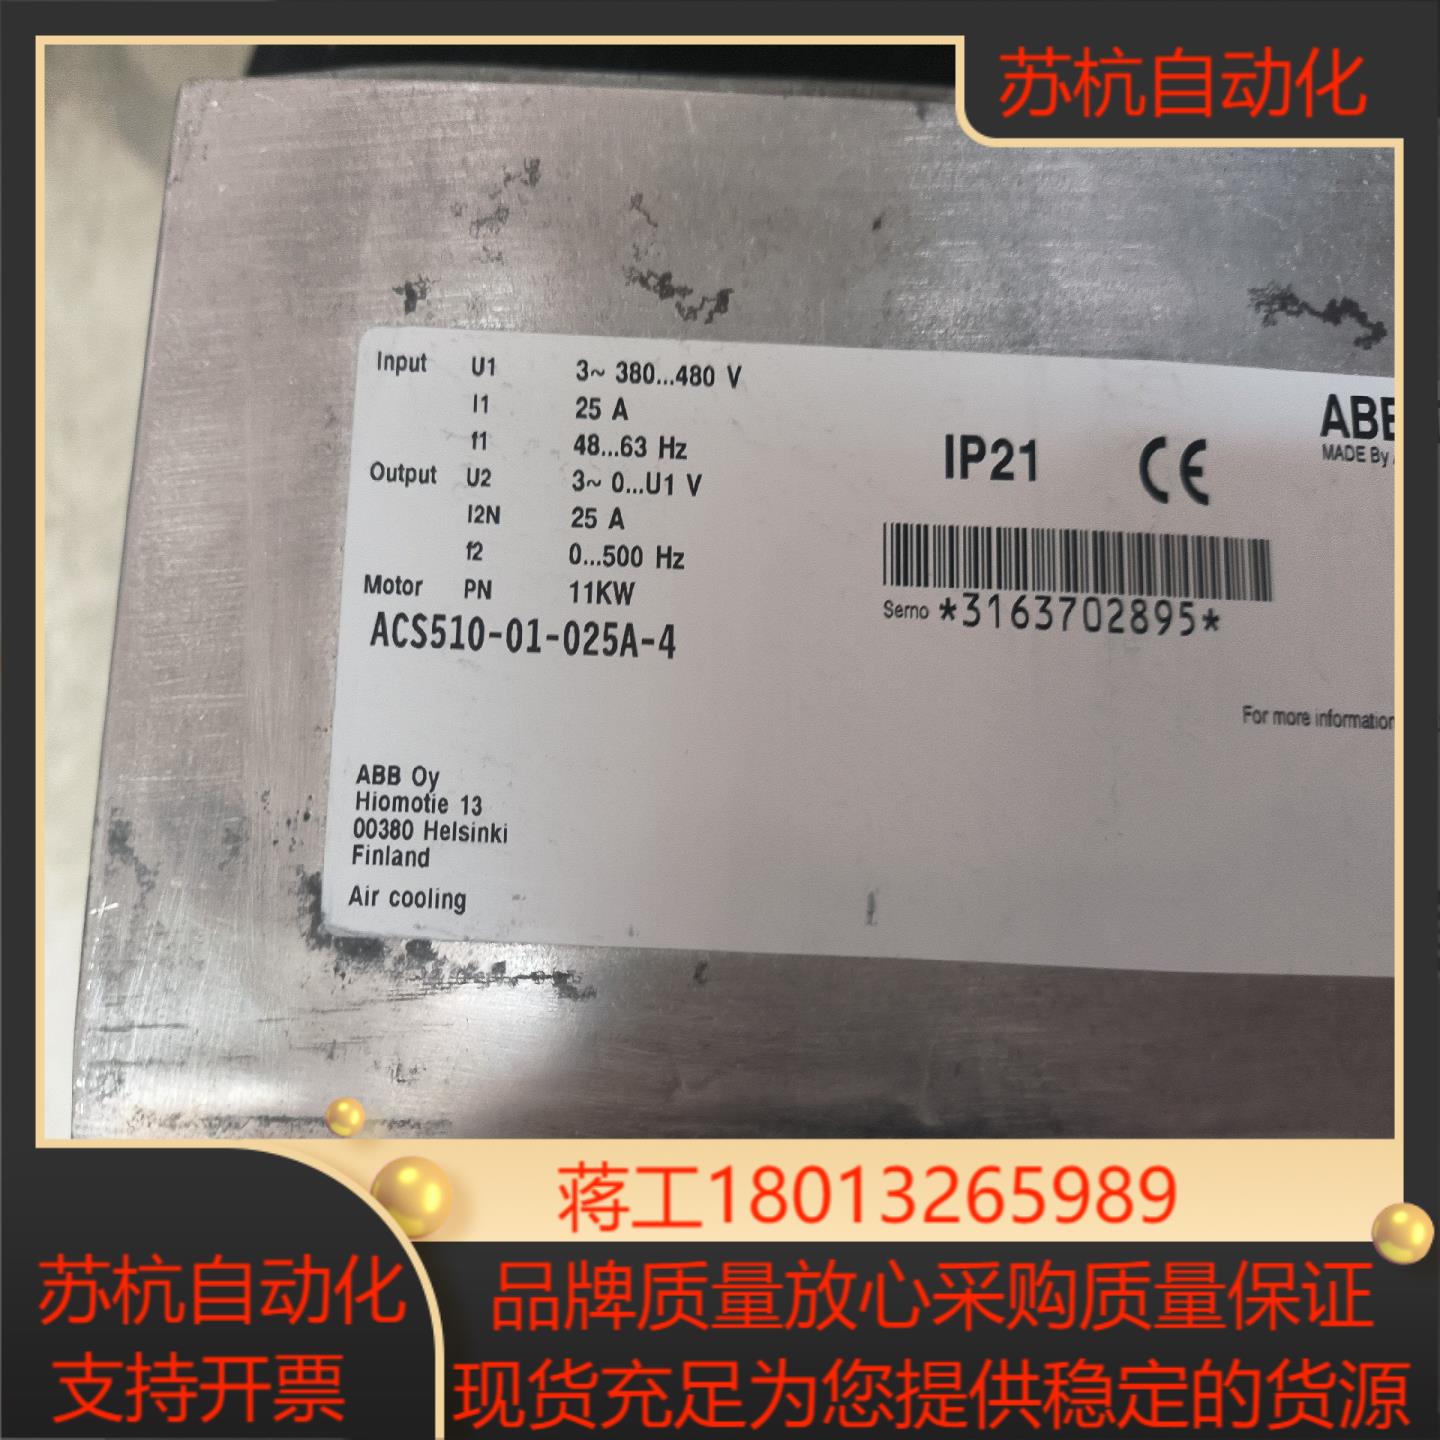 苏杭自动化
Input U1 3~ 380...480 V
I1 25 A
f1 48...63 Hz
Output U2 3~ 0...U1 V
I2N 25 A
f2 0...500 Hz
Motor PN 11KW
ACS510-01-025A-4
IP21 CE
ABB
MADE By
Serno *3163702895*
For more information
ABB Oy
Hiomotie 13
00380 Helsinki
Finland
Air cooling
蒋工18013265989
苏杭自动化
支持开票
品牌质量放心采购质量保证
现货充足为您提供稳定的货源